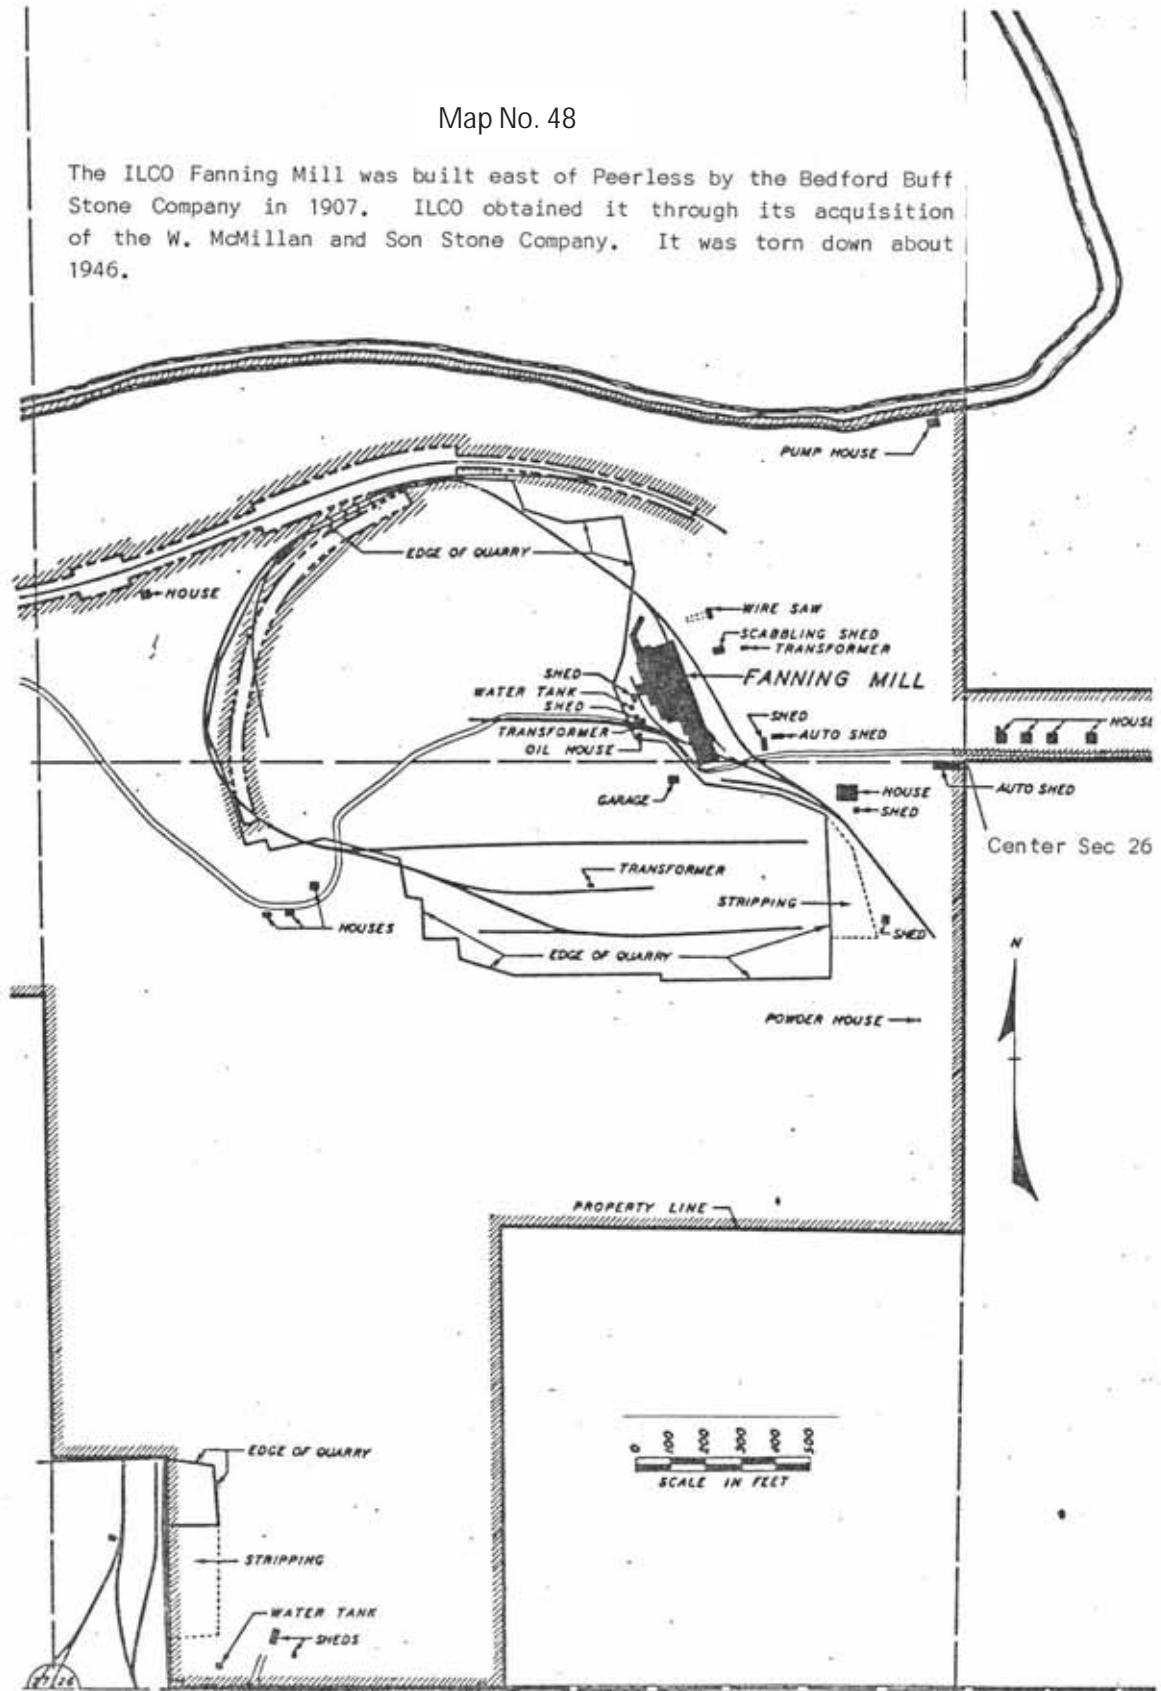 Map No. 48
The ILCO Fanning Mill was built east of Peerless by the Bedford Buff
Stone Company in 1907. ILCO obtained it through its acquisition
of the W. McMillan and Son Stone Company. It was torn down about
1946.
PUMP HOUSE
EDGE OF QUARRY
HOUSE
WIRE SAW
SCABBLING SHED
TRANSFORMER
SHED
FANNING MILL
WATER TANK
SHED
SHED
HOUSE
TRANSFORMER
AUTO SHED
OIL HOUSE
GARAGE
HOUSE
AUTO SHED
SHED
Center Sec 26
TRANSFORMER
STRIPPING
HOUSES
SHED
EDGE OF QUARRY
N
POWDER HOUSE
PROPERTY LINE
0 100 200 300 400 500
SCALE IN FEET
EDGE OF QUARRY
STRIPPING
WATER TANK
SHEDS
27 26